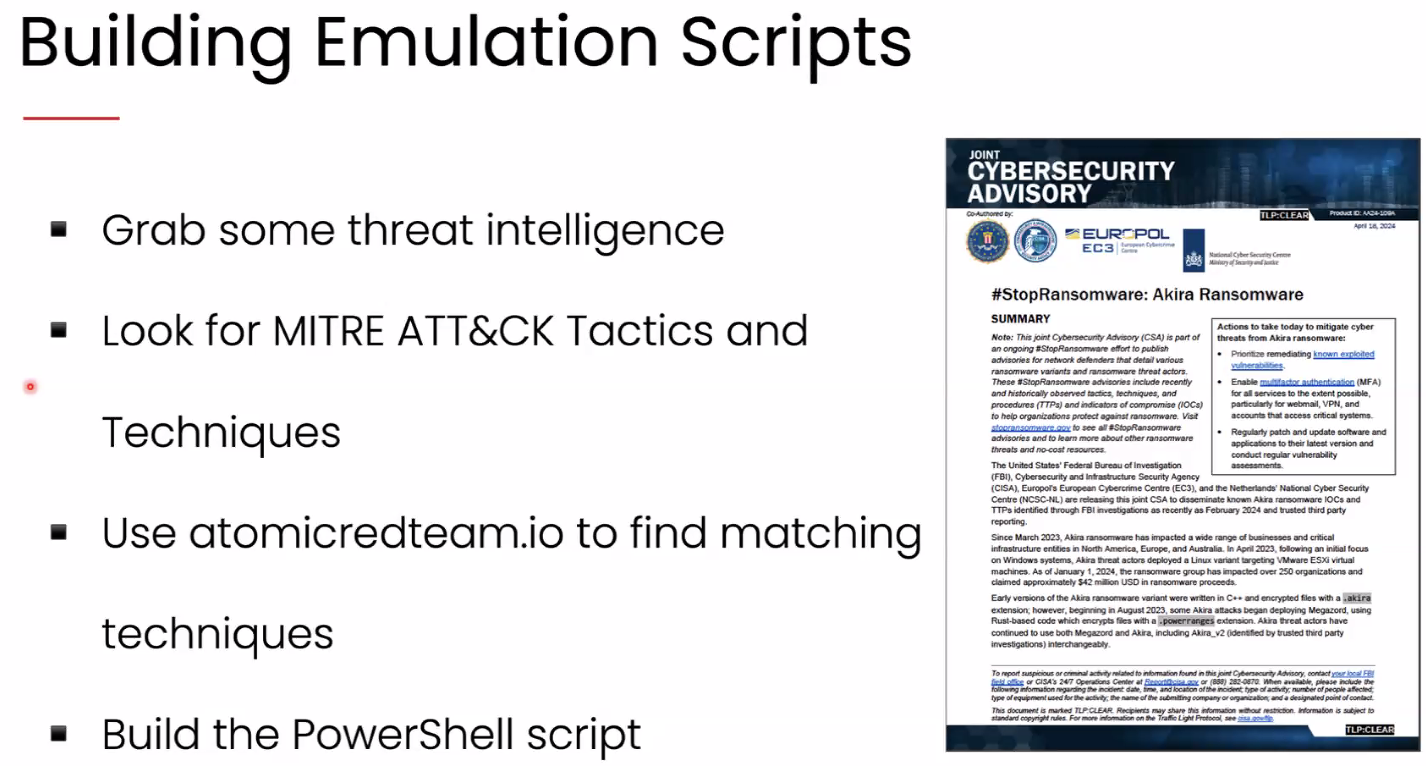 Building Emulation Scripts
Grab some threat intelligence
Look for MITRE ATT&CK Tactics and
Techniques
Use atomicredteam.io to find matching
techniques
Build the PowerShell script
JOINT
CYBERSECURITY
ADVISORY
Co-Authored by:
TLP:CLEAR
Product ID: AA24-109A
April 18, 2024
EUROPOL
EC3
European Cybercrime
Centre
National Cyber Security Centre
Ministry of Security and Justice
#StopRansomware: Akira Ransomware
SUMMARY
Note: This joint Cybersecurity Advisory (CSA) is part of
an ongoing #StopRansomware effort to publish
advisories for network defenders that detail various
ransomware variants and ransomware threat actors.
These #StopRansomware advisories include recently
and historically observed tactics, techniques, and
procedures (TTPs) and indicators of compromise (IOCs)
to help organizations protect against ransomware. Visit
stopransomware.gov to see all #StopRansomware
advisories and to learn more about other ransomware
threats and no-cost resources.
Actions to take today to mitigate cyber
threats from Akira ransomware:
• Prioritize remediating known exploited
vulnerabilities.
• Enable multifactor authentication (MFA)
for all services to the extent possible,
particularly for webmail, VPN, and
accounts that access critical systems.
• Regularly patch and update software and
applications to their latest version and
conduct regular vulnerability
assessments.
The United States' Federal Bureau of Investigation
(FBI), Cybersecurity and Infrastructure Security Agency
(CISA), Europol's European Cybercrime Centre (EC3), and the Netherlands' National Cyber Security
Centre (NCSC-NL) are releasing this joint CSA to disseminate known Akira ransomware IOCs and
TTPs identified through FBI investigations as recently as February 2024 and trusted third party
reporting.
Since March 2023, Akira ransomware has impacted a wide range of businesses and critical
infrastructure entities in North America, Europe, and Australia. In April 2023, following an initial focus
on Windows systems, Akira threat actors deployed a Linux variant targeting VMware ESXi virtual
machines. As of January 1, 2024, the ransomware group has impacted over 250 organizations and
claimed approximately $42 million USD in ransomware proceeds.
Early versions of the Akira ransomware variant were written in C++ and encrypted files with a .akira
extension; however, beginning in August 2023, some Akira attacks began deploying Megazord, using
Rust-based code which encrypts files with a .powerranges extension. Akira threat actors have
continued to use both Megazord and Akira, including Akira_v2 (identified by trusted third party
investigations) interchangeably.
To report suspicious or criminal activity related to information found in this joint Cybersecurity Advisory, contact your local FBI
field office or CISA's 24/7 Operations Center at Report@cisa.gov or (888) 282-0870. When available, please include the
following information regarding the incident: date, time, and location of the incident; type of activity; number of people affected;
type of equipment used for the activity; the name of the submitting company or organization; and a designated point of contact.
This document is marked TLP:CLEAR. Recipients may share this information without restriction. Information is subject to
standard copyright rules. For more information on the Traffic Light Protocol, see cisa.gov/tlp.
TLP:CLEAR